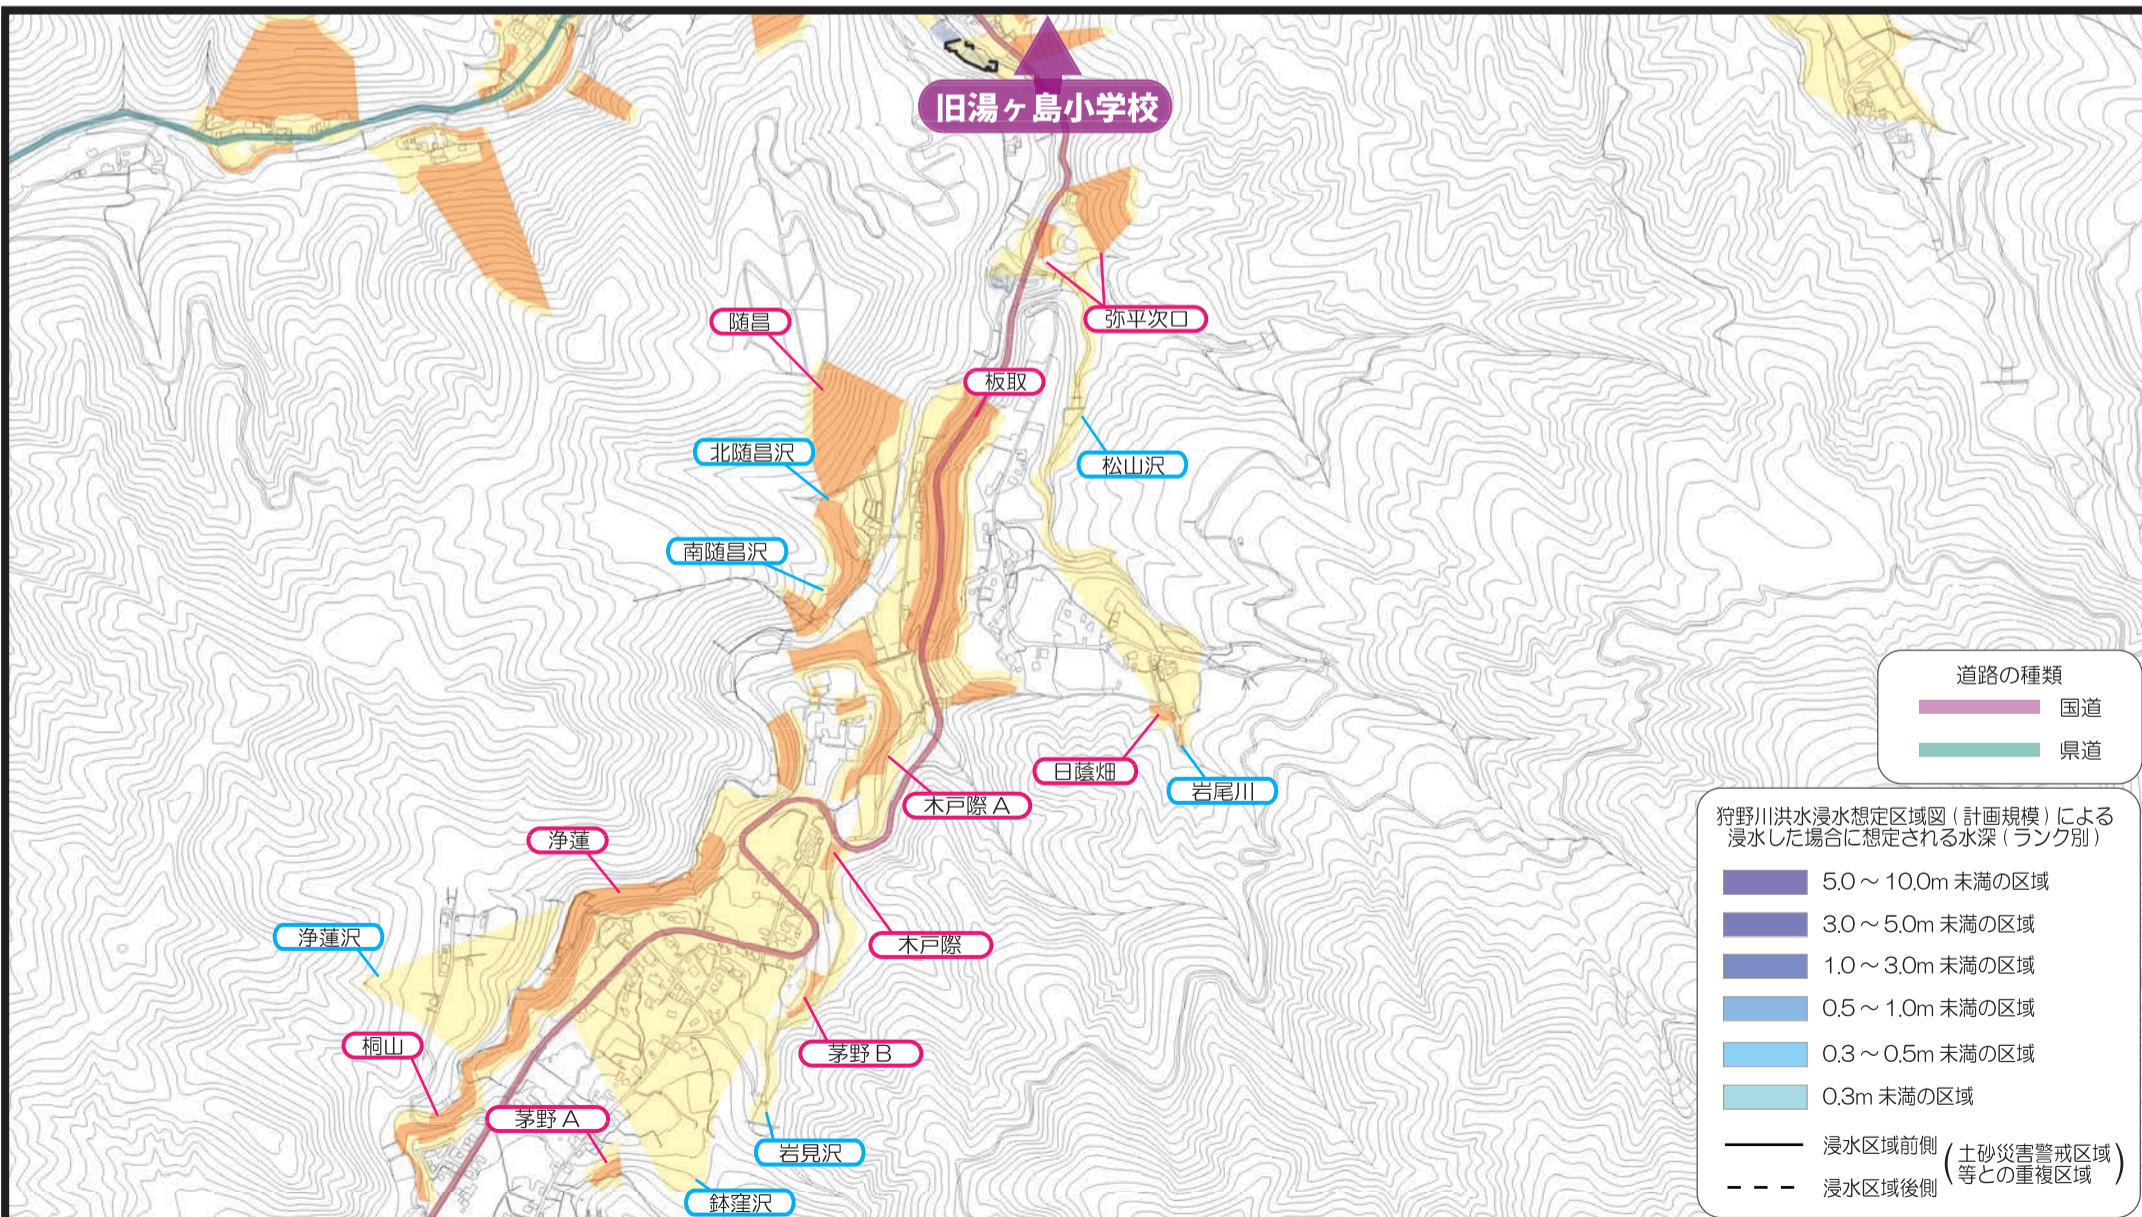 旧湯ヶ島小学校
随昌
弥平次口
板取
北随昌沢
松山沢
南随昌沢
日蔭畑
岩尾川
木戸際 A
浄蓮
浄蓮沢
木戸際
桐山
茅野 B
茅野 A
岩見沢
鉢窪沢
道路の種類
国道
県道
狩野川洪水浸水想定区域図 ( 計画規模 ) による
浸水した場合に想定される水深 ( ランク別 )
5.0 ～ 10.0m 未満の区域
3.0 ～ 5.0m 未満の区域
1.0 ～ 3.0m 未満の区域
0.5 ～ 1.0m 未満の区域
0.3 ～ 0.5m 未満の区域
0.3m 未満の区域
浸水区域前側
浸水区域後側
( 土砂災害警戒区域
等との重複区域 )